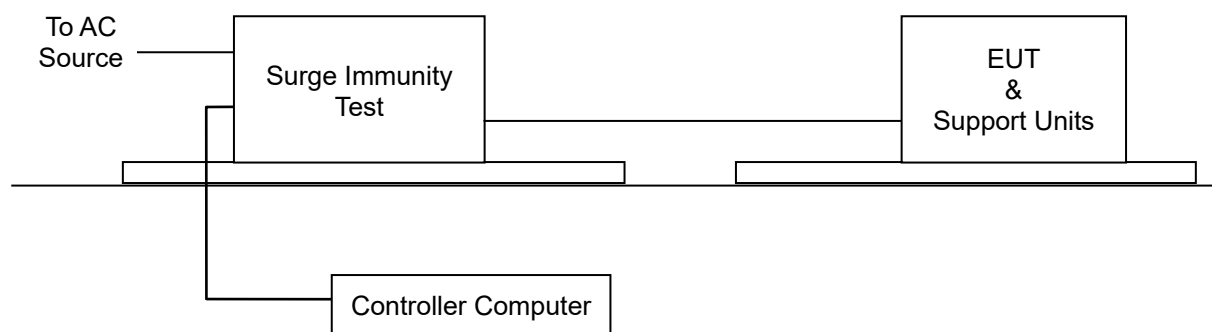 To AC
Source
Surge Immunity
Test
EUT
&
Support Units
Controller Computer